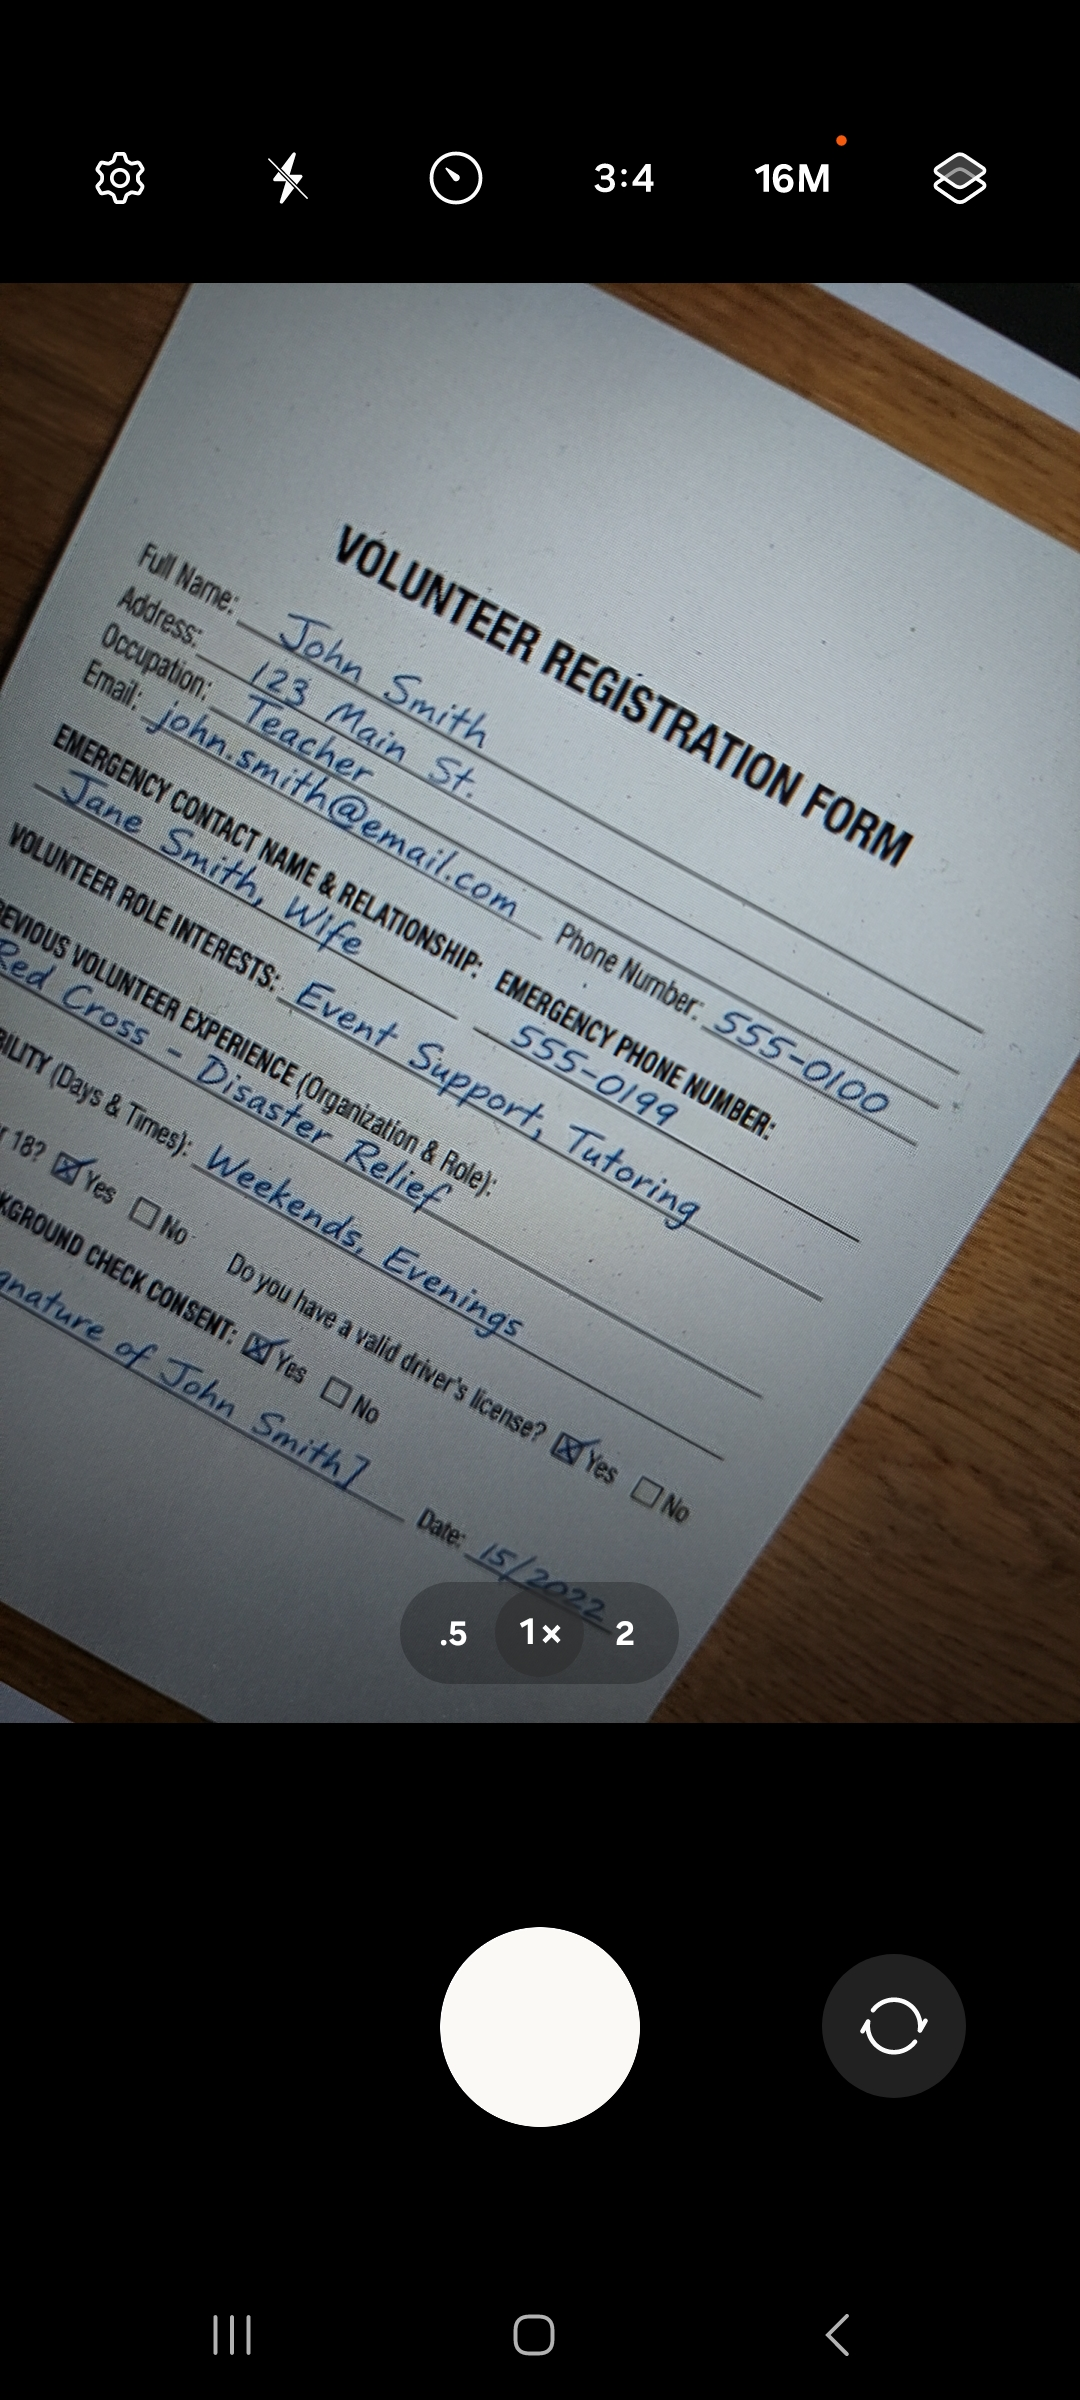 3:4 16M
VOLUNTEER REGISTRATION FORM
Full Name: John Smith
Address: 123 Main St.
Occupation: Teacher
Email: john.smith@email.com Phone Number: 555-0100
EMERGENCY CONTACT NAME & RELATIONSHIP: EMERGENCY PHONE NUMBER:
Jane Smith, Wife 555-0199
VOLUNTEER ROLE INTERESTS: Event Support, Tutoring
EVIOUS VOLUNTEER EXPERIENCE (Organization & Role):
Red Cross - Disaster Relief
BILITY (Days & Times): Weekends, Evenings
r 18? ☒ Yes ☐ No Do you have a valid driver's license? ☒ Yes ☐ No
KGROUND CHECK CONSENT: ☒ Yes ☐ No
gnature of John Smith] Date: 15/2022
.5 1× 2